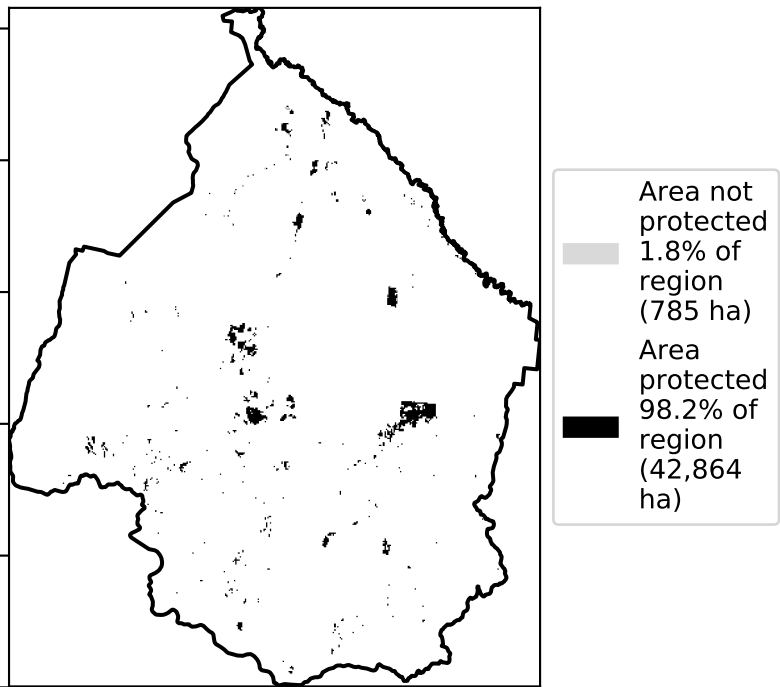 Area not
protected
1.8% of
region
(785 ha)
Area
protected
98.2% of
region
(42,864
ha)